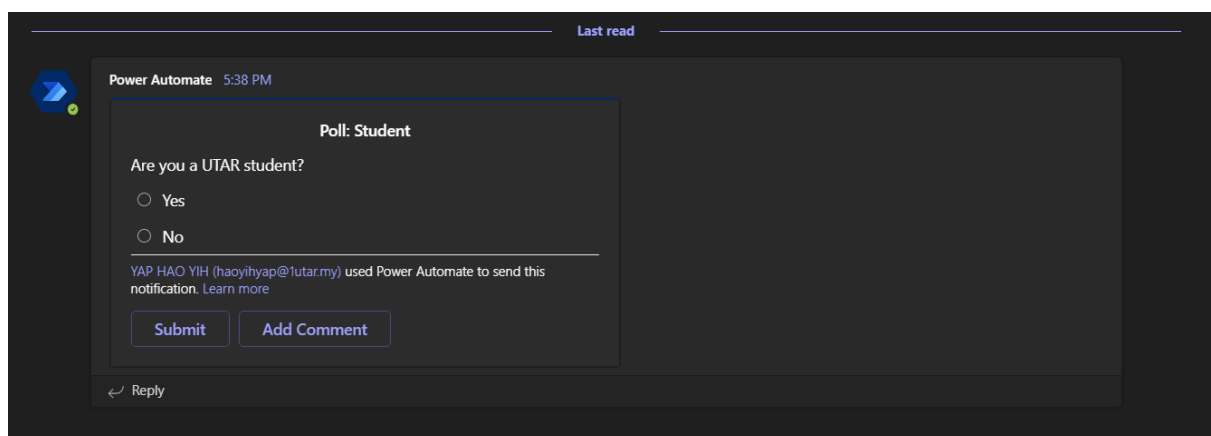 Last read
Power Automate 5:38 PM
Poll: Student
Are you a UTAR student?
Yes
No
YAP HAO YIH (haoyihyap@1utar.my) used Power Automate to send this
notification. Learn more
Submit Add Comment
Reply